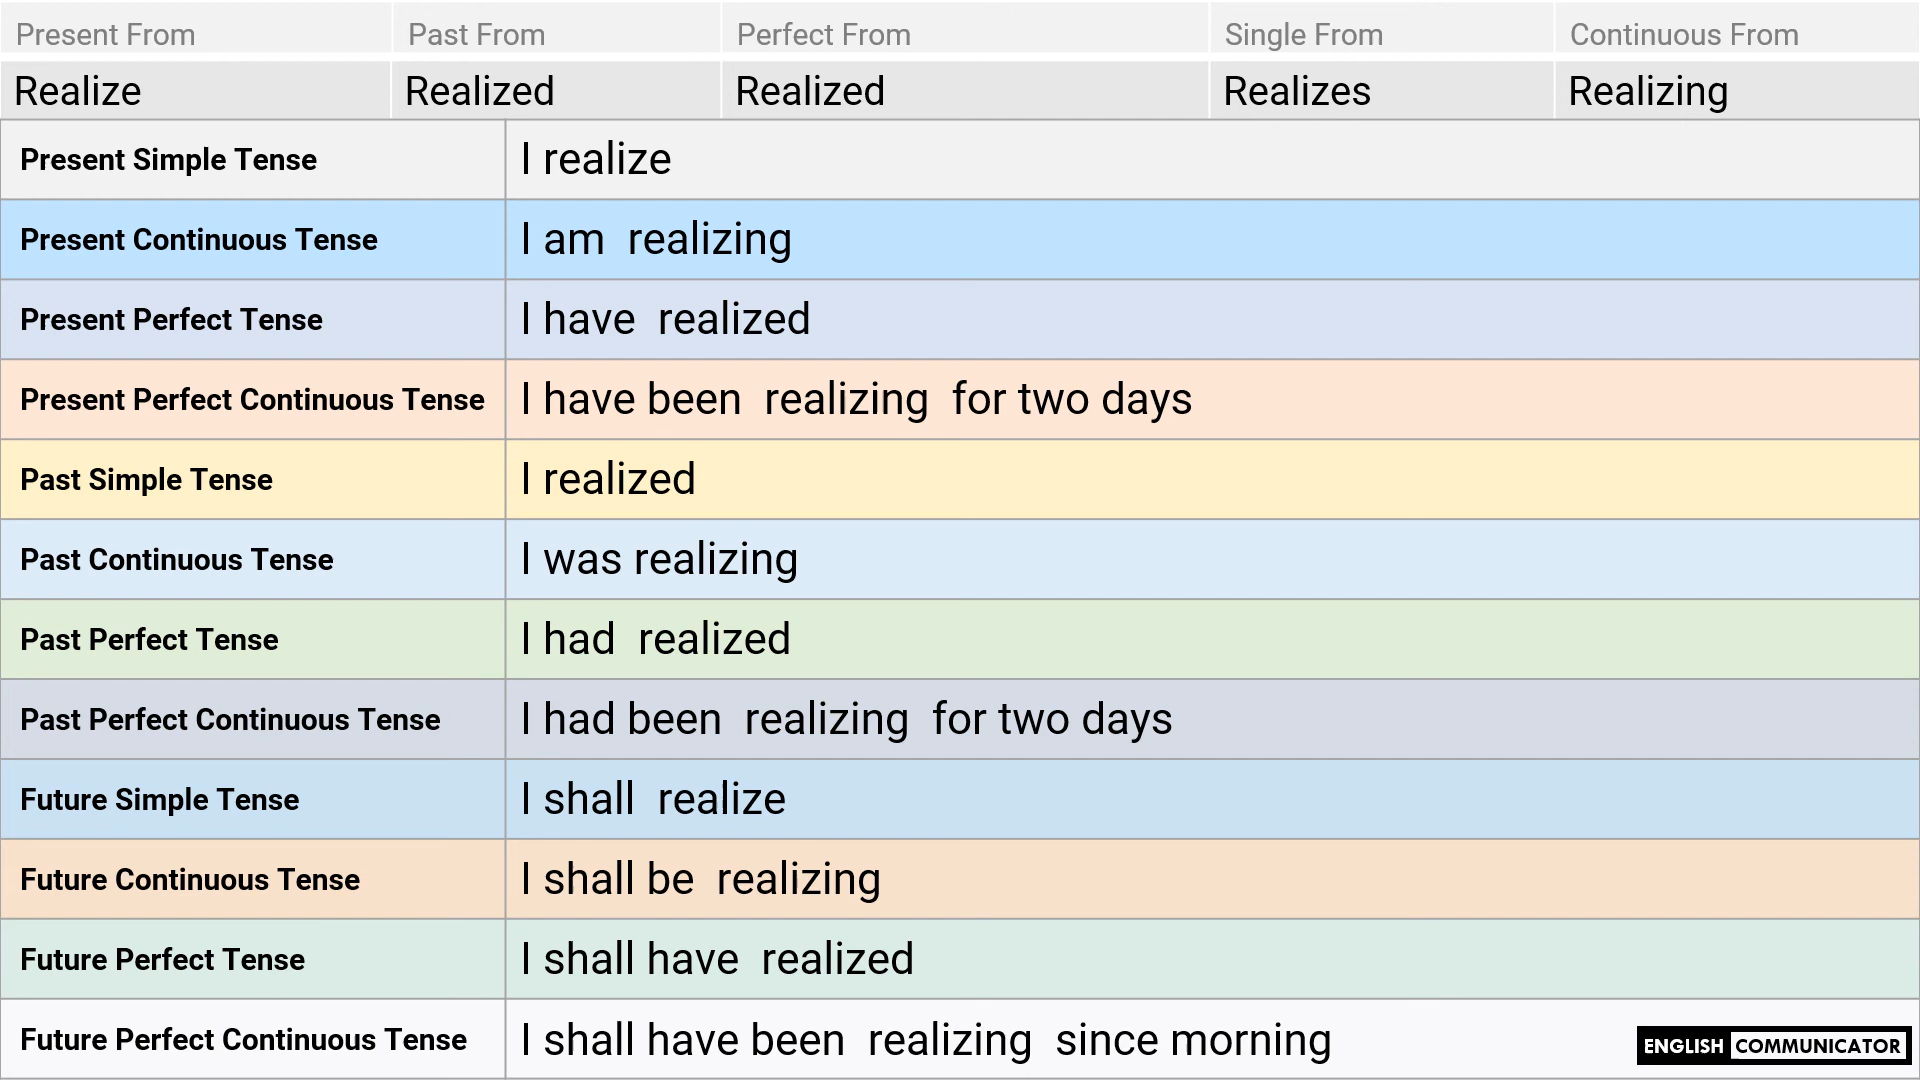 Present From Past From Perfect From Single From Continuous From
Realize Realized Realized Realizes Realizing
Present Simple Tense I realize
Present Continuous Tense I am realizing
Present Perfect Tense I have realized
Present Perfect Continuous Tense I have been realizing for two days
Past Simple Tense I realized
Past Continuous Tense I was realizing
Past Perfect Tense I had realized
Past Perfect Continuous Tense I had been realizing for two days
Future Simple Tense I shall realize
Future Continuous Tense I shall be realizing
Future Perfect Tense I shall have realized
Future Perfect Continuous Tense I shall have been realizing since morning
ENGLISH COMMUNICATOR